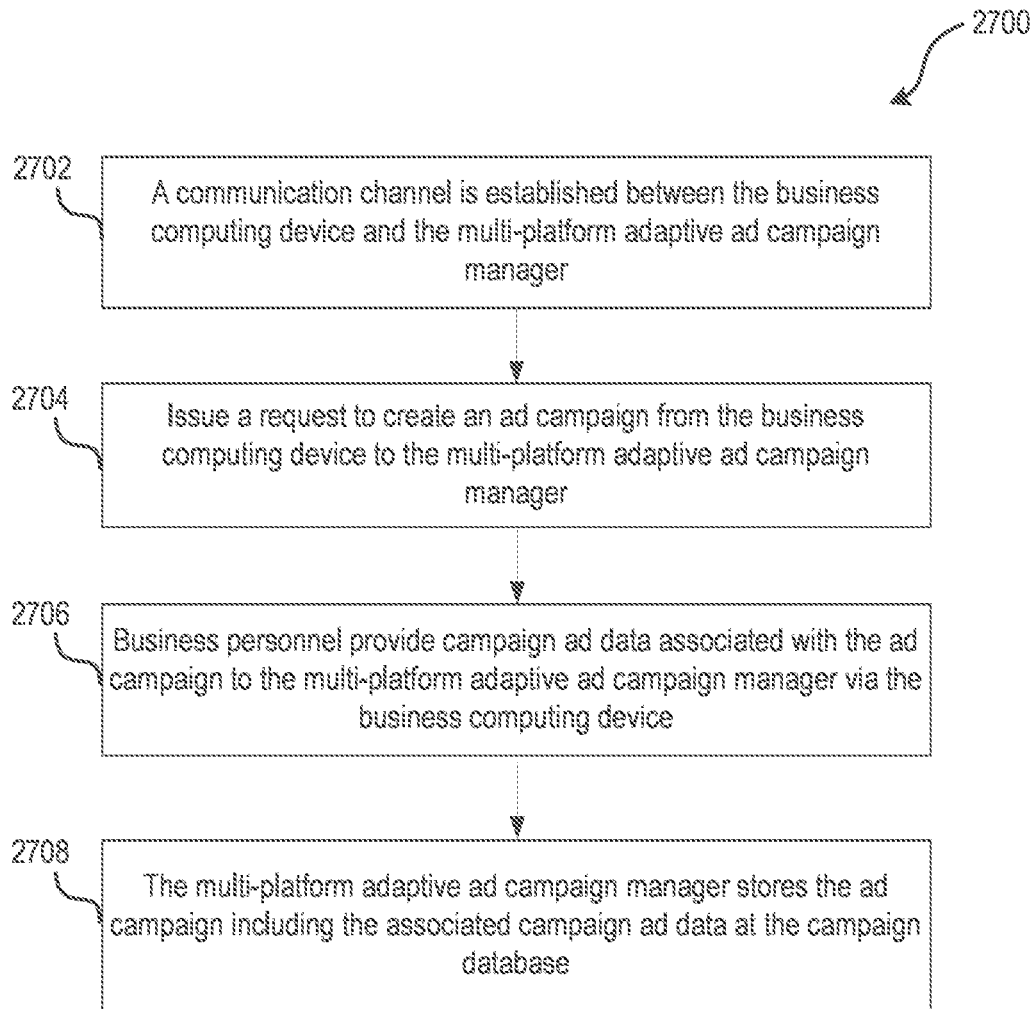 2700
2702
A communication channel is established between the business
computing device and the multi-platform adaptive ad campaign
manager
2704
Issue a request to create an ad campaign from the business
computing device to the multi-platform adaptive ad campaign
manager
2706
Business personnel provide campaign ad data associated with the ad
campaign to the multi-platform adaptive ad campaign manager via the
business computing device
2708
The multi-platform adaptive ad campaign manager stores the ad
campaign including the associated campaign ad data at the campaign
database